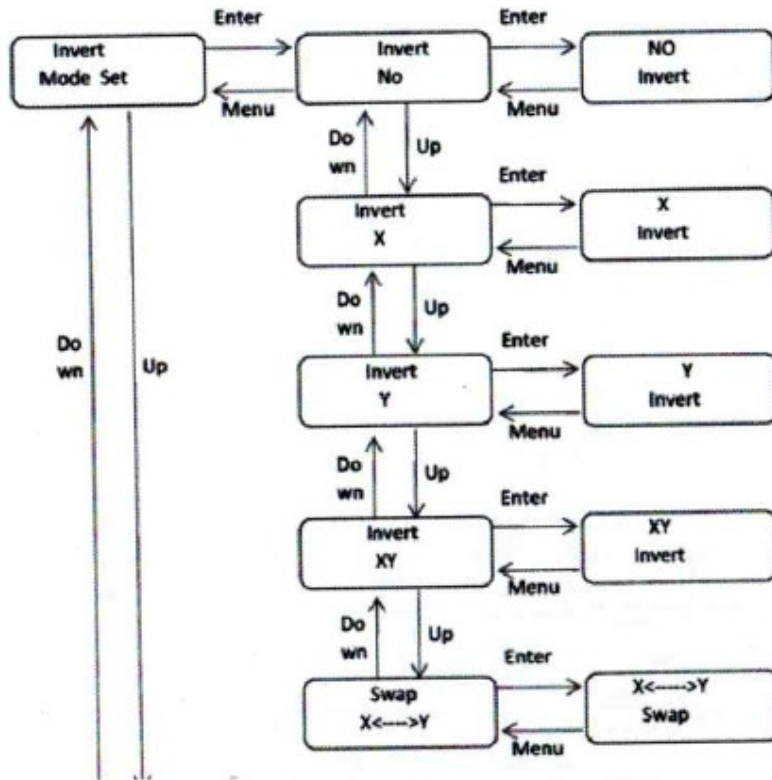 Enter
Enter
Invert
Mode Set
Invert
No
NO
Invert
Menu
Menu
Do
wn
Up
Enter
Invert
X
X
Invert
Menu
Do
wn
Up
Do
wn
Up
Enter
Invert
Y
Y
Invert
Menu
Do
wn
Up
Enter
Invert
XY
XY
Invert
Menu
Do
wn
Up
Enter
Swap
X<---->Y
X<----->Y
Swap
Menu